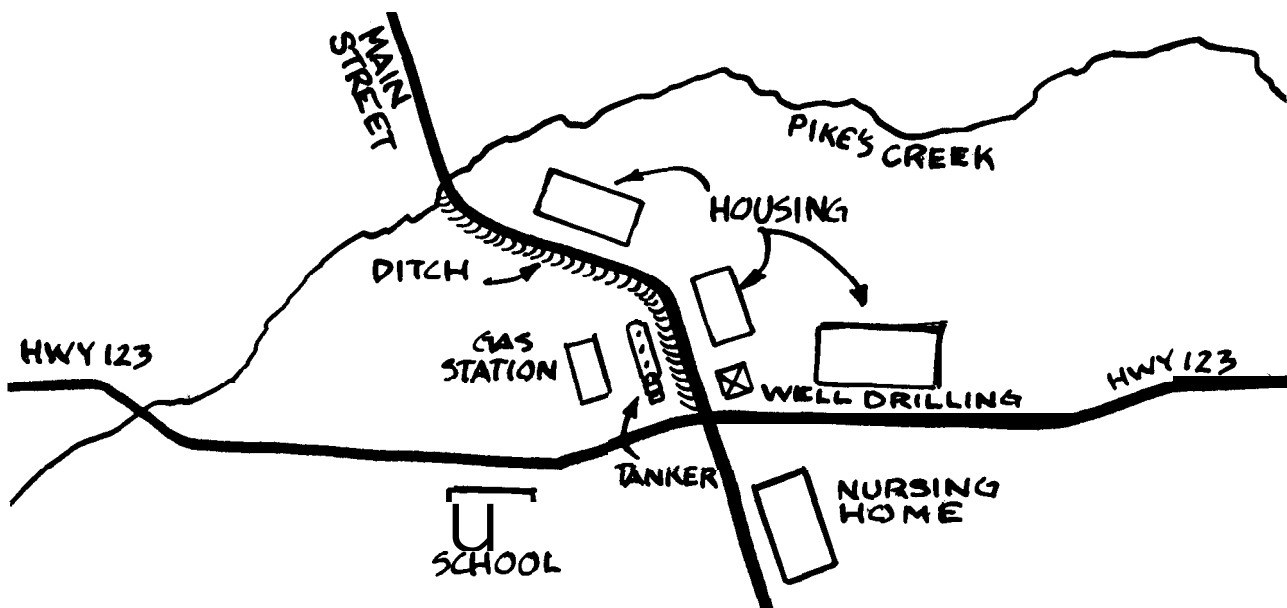 MAIN
STREET
PIKE'S CREEK
HOUSING
DITCH
HWY 123
GAS
STATION
HWY 123
WELL DRILLING
TANKER
NURSING
HOME
SCHOOL